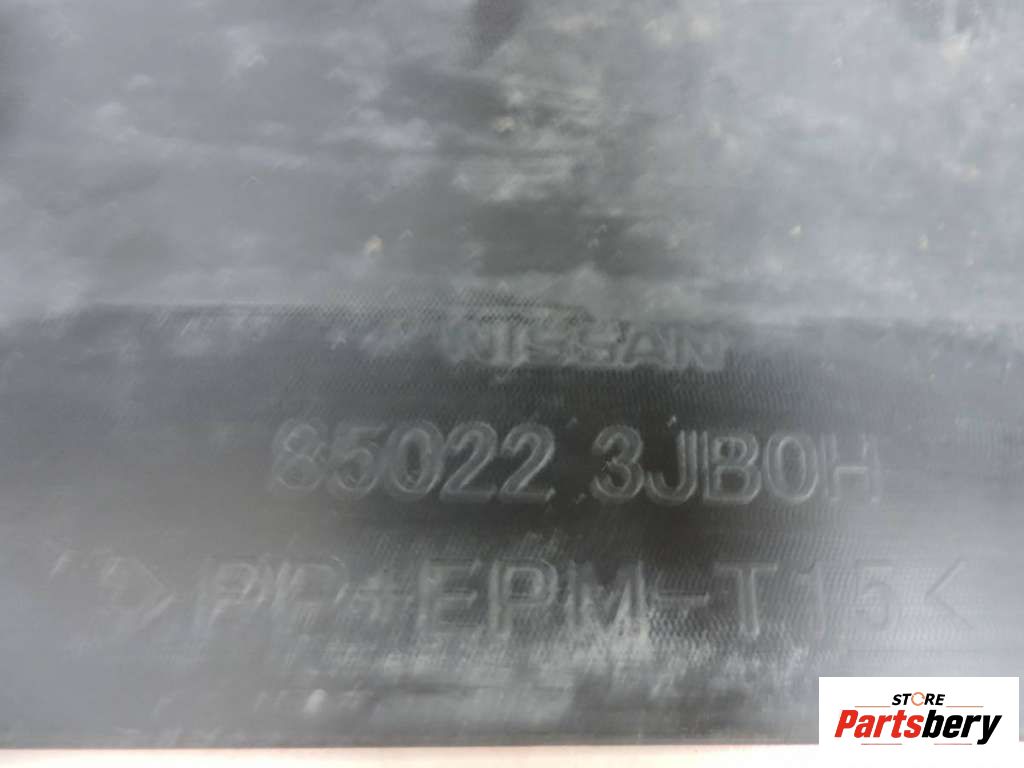 NISSAN
85022 3JB0H
>PP+EPM-T15<
STORE
Partsbery